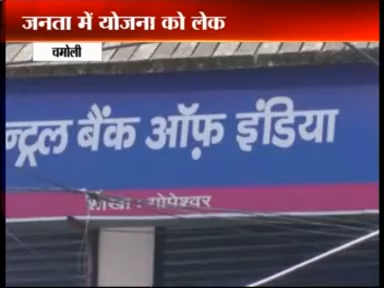 जनता में योजना को लेक
चमोली
न्ट्रल बैंक ऑफ़ इंडिया
शाखा - गोपेश्वर